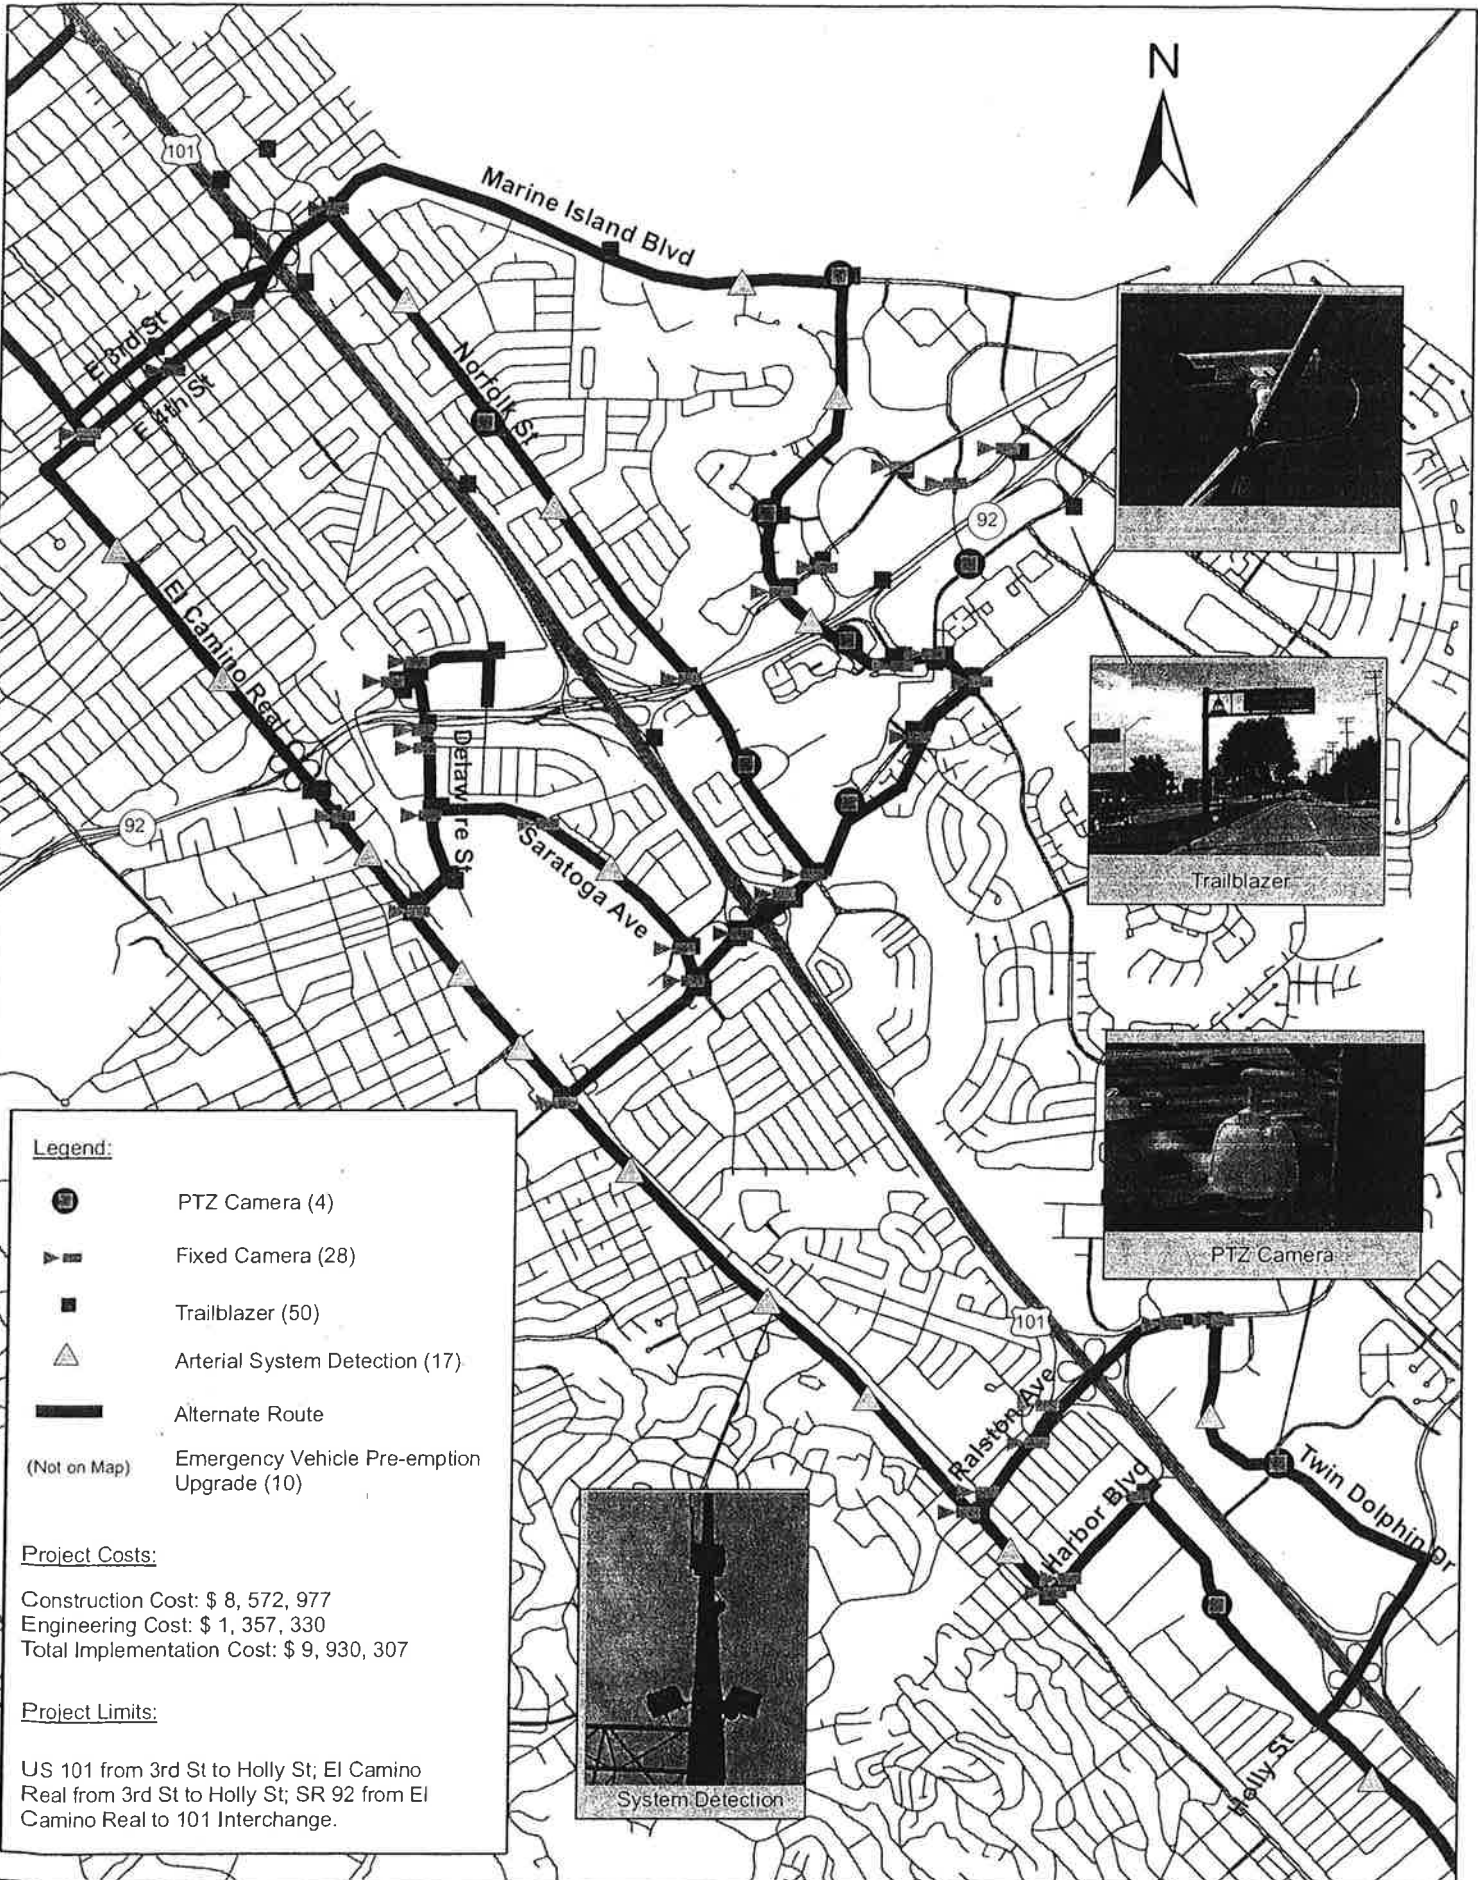 N
101
Marine Island Blvd
E 3rd St
E 4th St
Norfolk St
92
El Camino Real
Delaware St
92
Saratoga Ave
Trailblazer
PTZ Camera
101
Ralston Ave
Harbor Blvd
Twin Dolphin Dr
Holly St
System Detection
Legend:
PTZ Camera (4)
Fixed Camera (28)
Trailblazer (50)
Arterial System Detection (17)
Alternate Route
(Not on Map)
Emergency Vehicle Pre-emption
Upgrade (10)
Project Costs:
Construction Cost: $ 8, 572, 977
Engineering Cost: $ 1, 357, 330
Total Implementation Cost: $ 9, 930, 307
Project Limits:
US 101 from 3rd St to Holly St; El Camino
Real from 3rd St to Holly St; SR 92 from El
Camino Real to 101 Interchange.